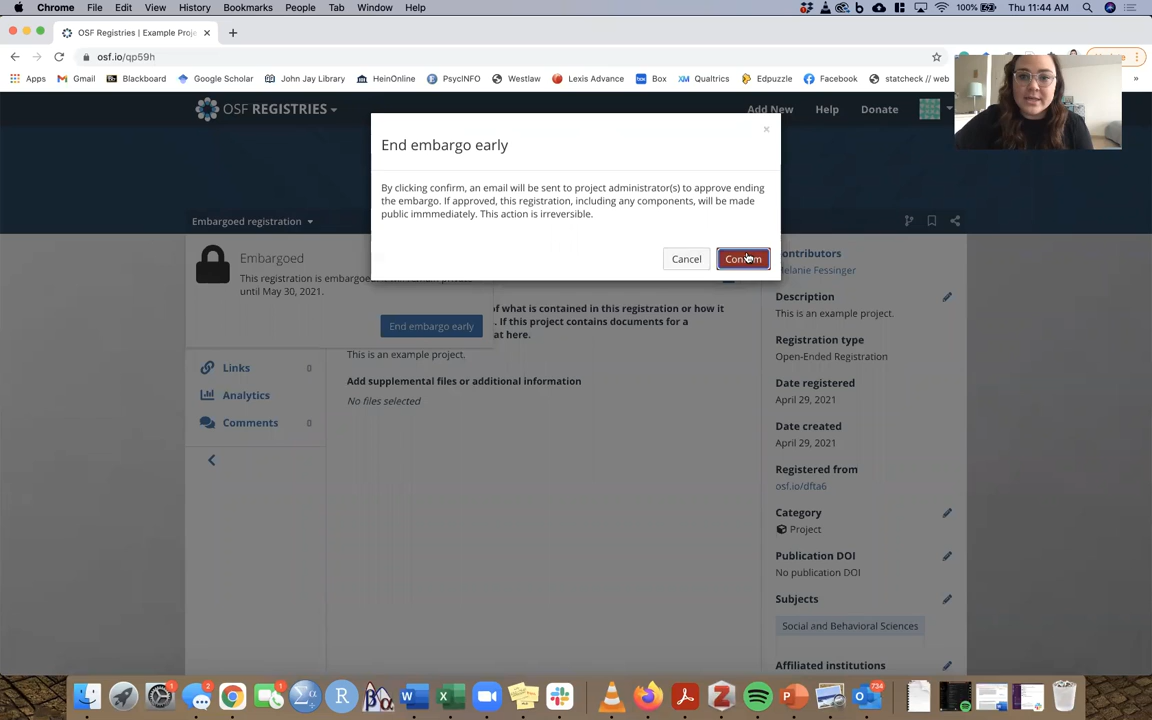 Chrome File Edit View History Bookmarks People Tab Window Help 100% Thu 11:44 AM
OSF Registries | Example Proje
osf.io/qp59h
Apps Gmail Blackboard Google Scholar John Jay Library HeinOnline PsycINFO Westlaw Lexis Advance Box Qualtrics Edpuzzle Facebook statcheck // web
OSF REGISTRIES Add New Help Donate
End embargo early
×
By clicking confirm, an email will be sent to project administrator(s) to approve ending
the embargo. If approved, this registration, including any components, will be made
public immmediately. This action is irreversible.
Cancel
Embargoed registration
Embargoed
This registration is embargoed
until May 30, 2021.
End embargo early
of what is contained in this registration or how it
. If this project contains documents for a
at here.
This is an example project.
Add supplemental files or additional information
No files selected
Links 0
Analytics
Comments 0
ontributors
Melanie Fessinger
Description
This is an example project.
Registration type
Open-Ended Registration
Date registered
April 29, 2021
Date created
April 29, 2021
Registered from
osf.io/dfta6
Category
Project
Publication DOI
No publication DOI
Subjects
Social and Behavioral Sciences
Affiliated institutions
1 2 1 734